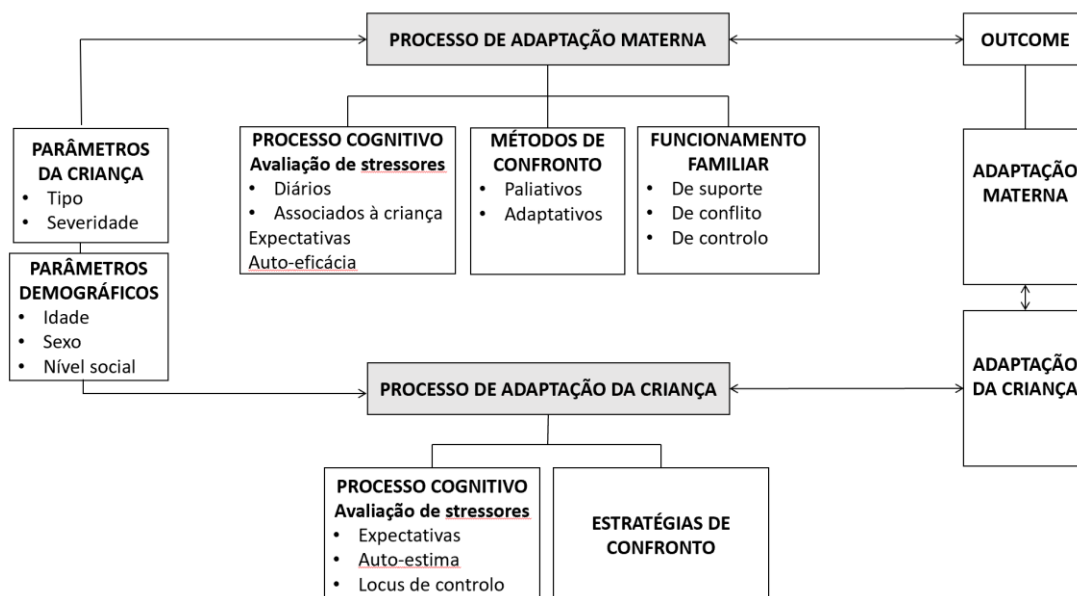 PROCESSO DE ADAPTAÇÃO MATERNA
OUTCOME
PARÂMETROS
DA CRIANÇA
• Tipo
• Severidade
PROCESSO COGNITIVO
Avaliação de stressores
• Diários
• Associados à criança
Expectativas
Auto-eficácia
MÉTODOS DE
CONFRONTO
• Paliativos
• Adaptativos
FUNCIONAMENTO
FAMILIAR
• De suporte
• De conflito
• De controlo
ADAPTAÇÃO
MATERNA
PARÂMETROS
DEMOGRÁFICOS
• Idade
• Sexo
• Nível social
PROCESSO DE ADAPTAÇÃO DA CRIANÇA
ADAPTAÇÃO
DA CRIANÇA
PROCESSO COGNITIVO
Avaliação de stressores
• Expectativas
• Auto-estima
• Locus de controlo
ESTRATÉGIAS DE
CONFRONTO